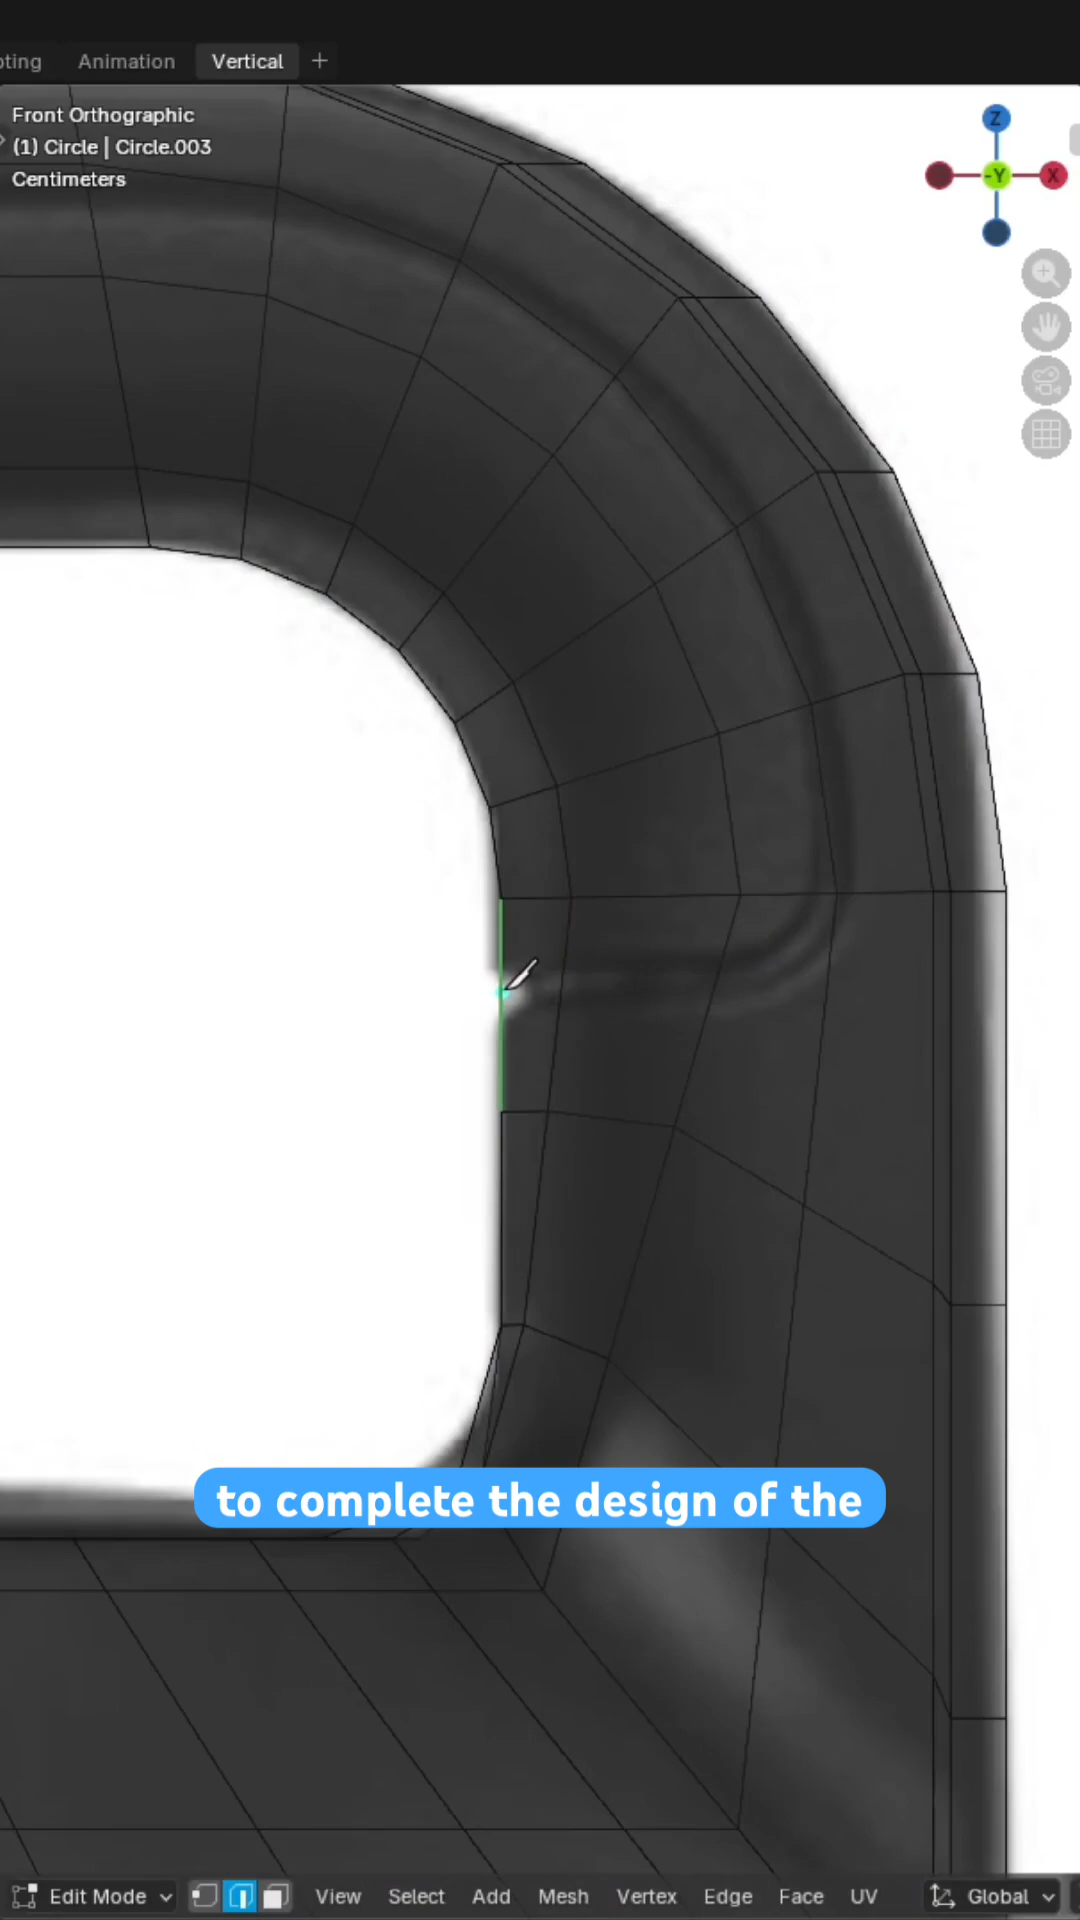 Animation
Vertical
+
Front Orthographic
(1) Circle | Circle.003
Centimeters
Z
-Y
X
to complete the design of the
Edit Mode View Select Add Mesh Vertex Edge Face UV Global